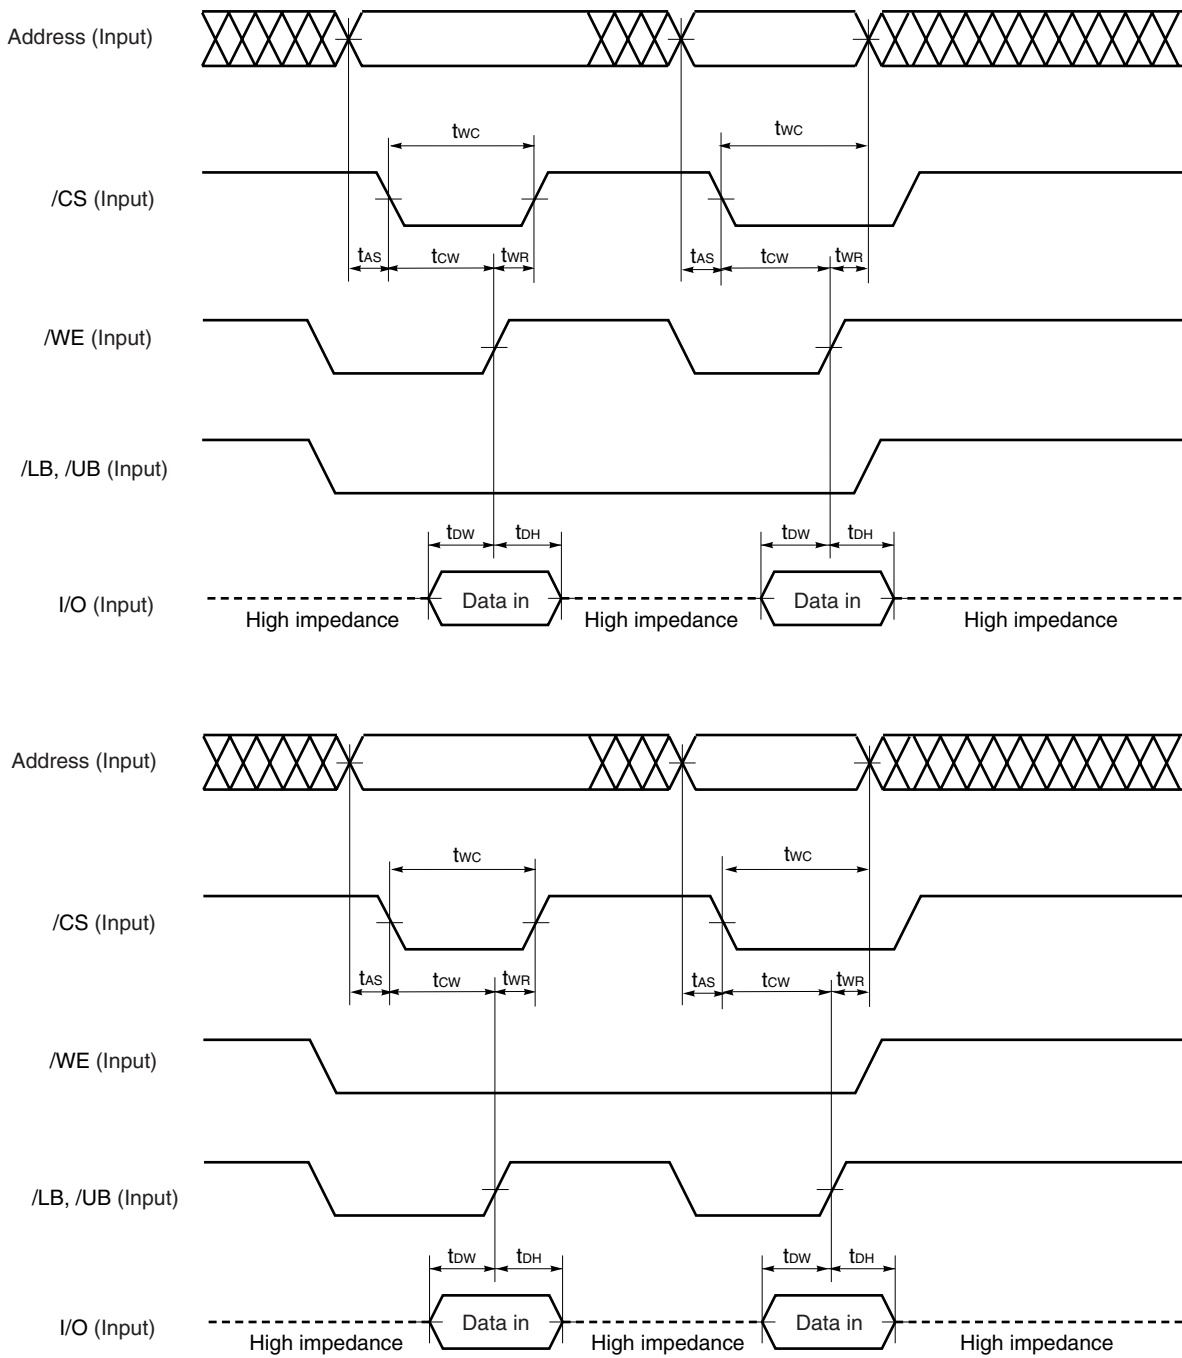 Address (Input)
tWC
tWC
/CS (Input)
tAS
tCW
tWR
tAS
tCW
tWR
/WE (Input)
/LB, /UB (Input)
tDW
tDH
tDW
tDH
I/O (Input)
Data in
Data in
High impedance
High impedance
High impedance
Address (Input)
tWC
tWC
/CS (Input)
tAS
tCW
tWR
tAS
tCW
tWR
/WE (Input)
/LB, /UB (Input)
tDW
tDH
tDW
tDH
I/O (Input)
Data in
Data in
High impedance
High impedance
High impedance